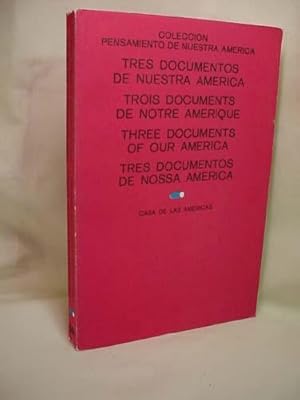 COLECCION
PENSAMIENTO DE NUESTRA AMERICA
TRES DOCUMENTOS
DE NUESTRA AMERICA
TROIS DOCUMENTS
DE NOTRE AMERIQUE
THREE DOCUMENTS
OF OUR AMERICA
TRES DOCUMENTOS
DE NOSSA AMERICA
CASA DE LAS AMERICAS